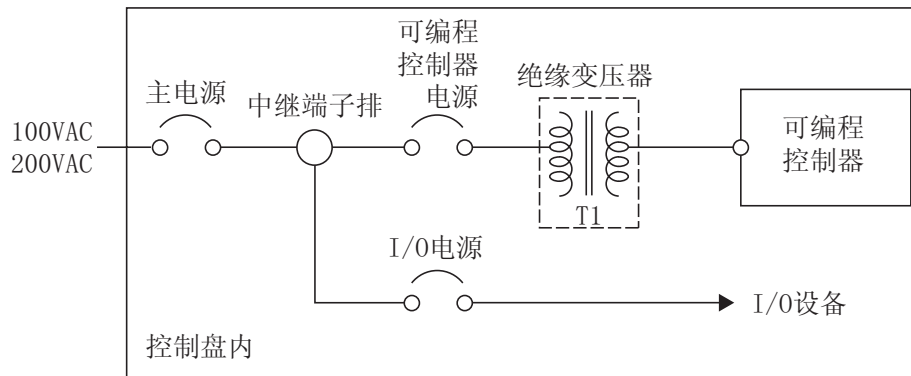 可编程
控制器
电源
绝缘变压器
主电源
中继端子排
100VAC
200VAC
可编程
控制器
T1
I/O电源
I/O设备
控制盘内